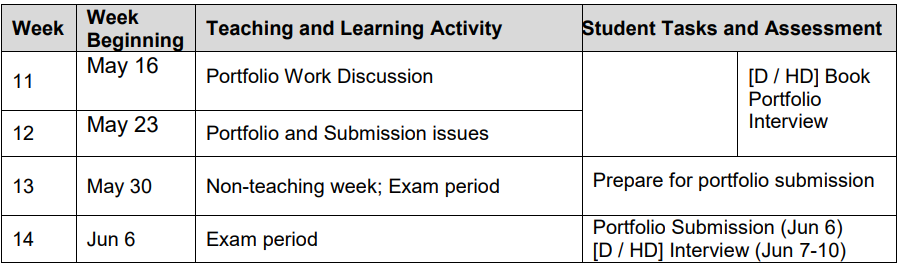 Week
Week
Beginning
Teaching and Learning Activity
Student Tasks and Assessment
11
May 16
Portfolio Work Discussion
[D / HD] Book
Portfolio
Interview
12
May 23
Portfolio and Submission issues
13
May 30
Non-teaching week; Exam period
Prepare for portfolio submission
14
Jun 6
Exam period
Portfolio Submission (Jun 6)
[D / HD] Interview (Jun 7-10)